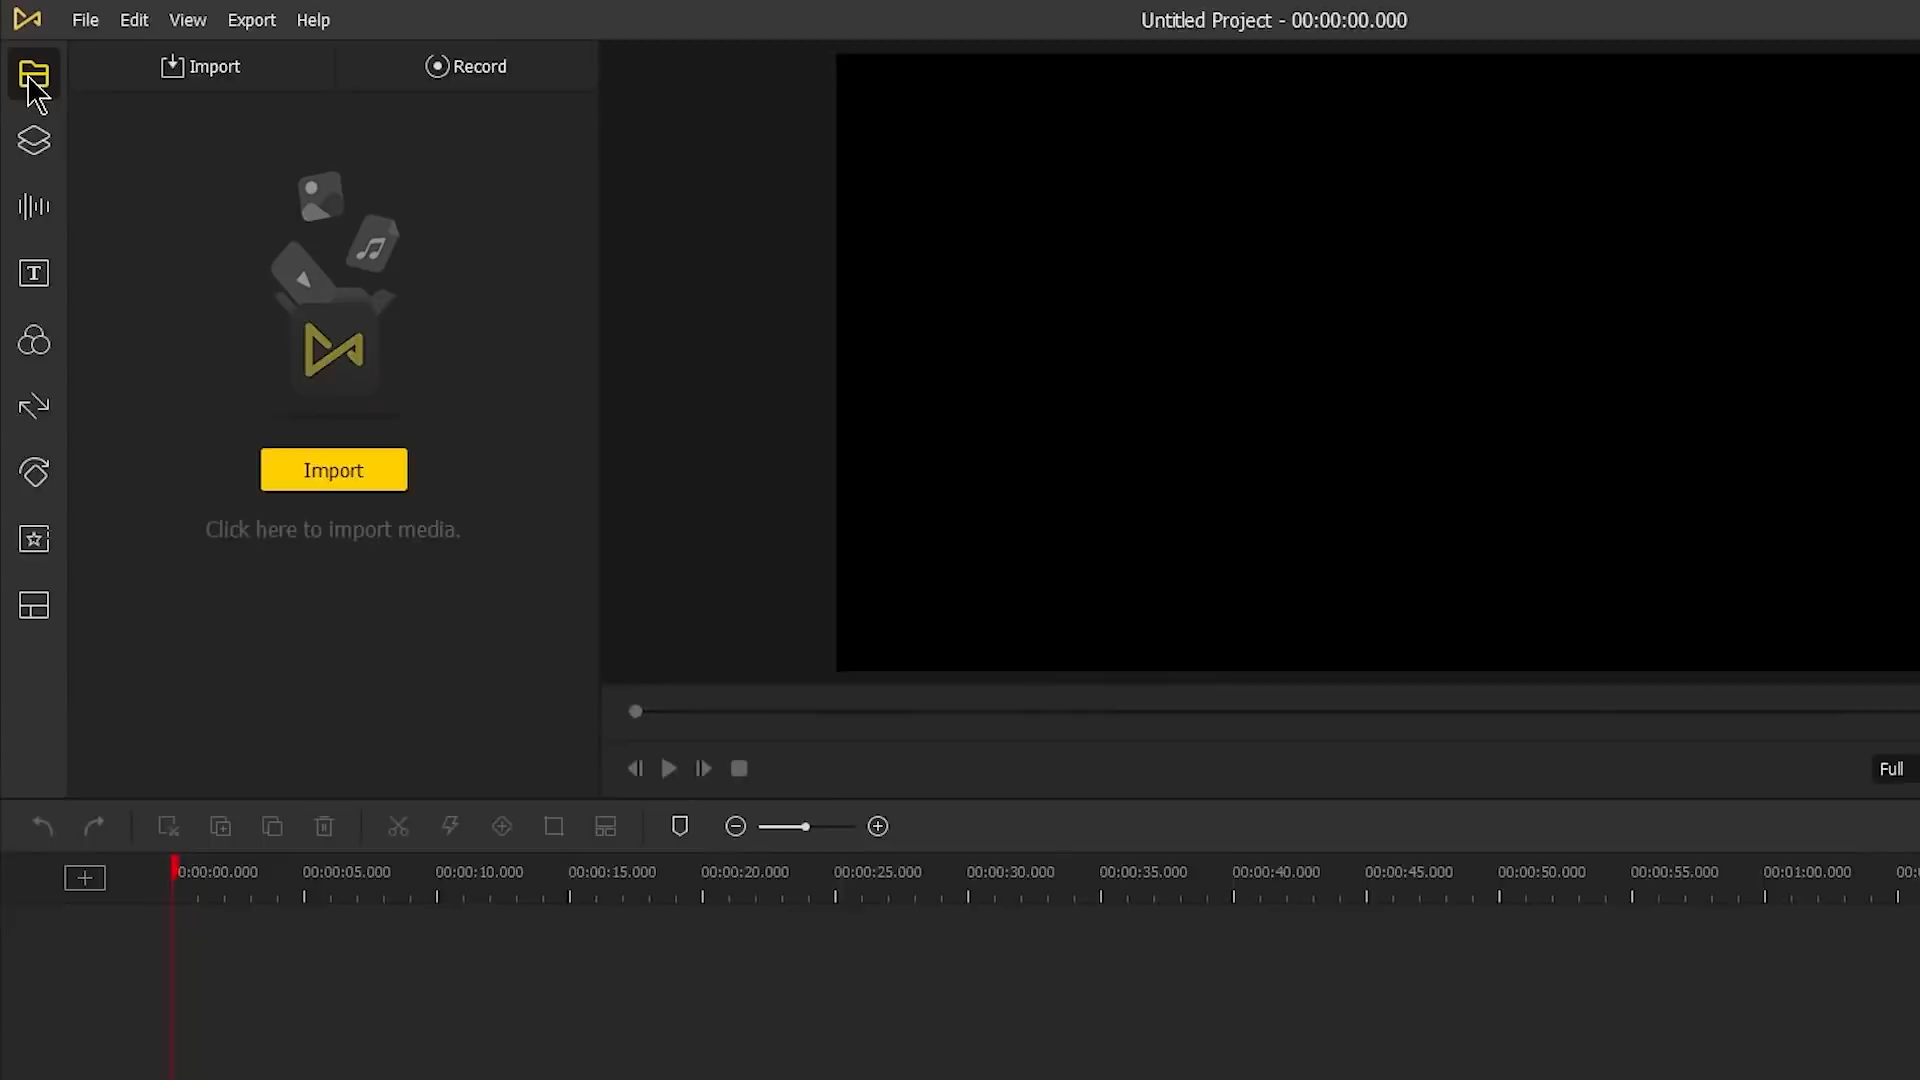 File Edit View Export Help
Untitled Project - 00:00:00.000
Import
Record
Import
Click here to import media.
Full
0:00:00.000 00:00:05.000 00:00:10.000 00:00:15.000 00:00:20.000 00:00:25.000 00:00:30.000 00:00:35.000 00:00:40.000 00:00:45.000 00:00:50.000 00:00:55.000 00:01:00.000 00: